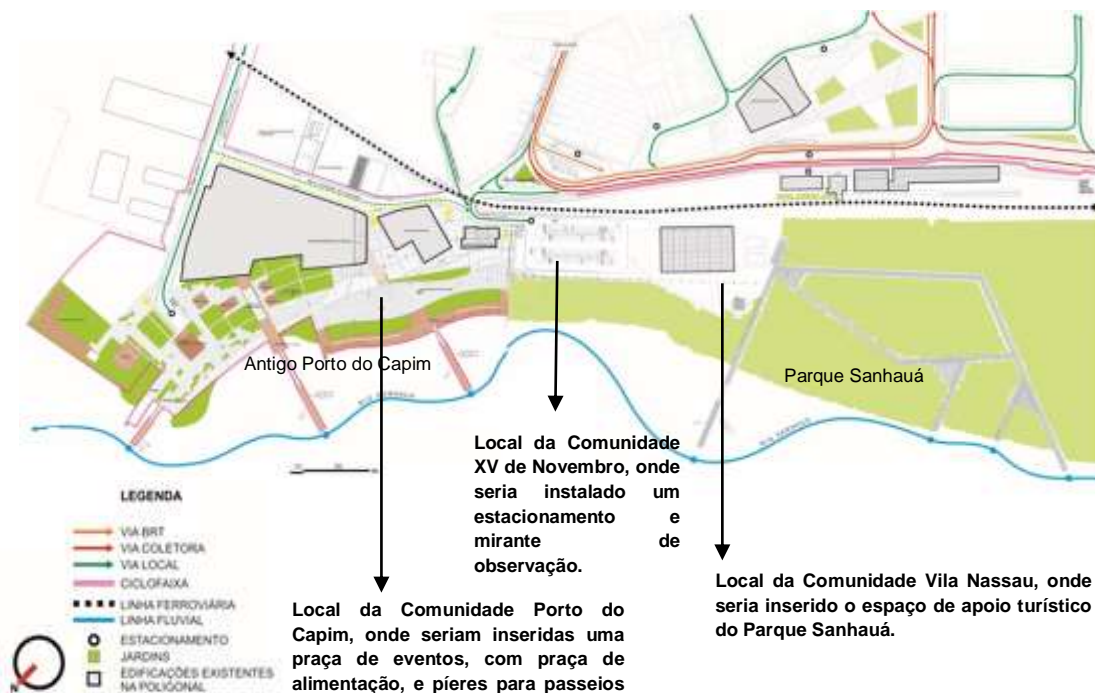 Antigo Porto do Capim
Parque Sanhauá
Local da Comunidade
XV de Novembro, onde
seria instalado um
estacionamento e
mirante de
observação.
Local da Comunidade Vila Nassau, onde
seria inserido o espaço de apoio turístico
do Parque Sanhauá.
Local da Comunidade Porto do
Capim, onde seriam inseridas uma
praça de eventos, com praça de
alimentação, e píeres para passeios
LEGENDA
VIA BRT
VIA COLETORA
VIA LOCAL
CICLOFAIXA
LINHA FERROVIÁRIA
LINHA FLUVIAL
ESTACIONAMENTO
JARDINS
EDIFICAÇÕES EXISTENTES
NA POLIGONAL
N